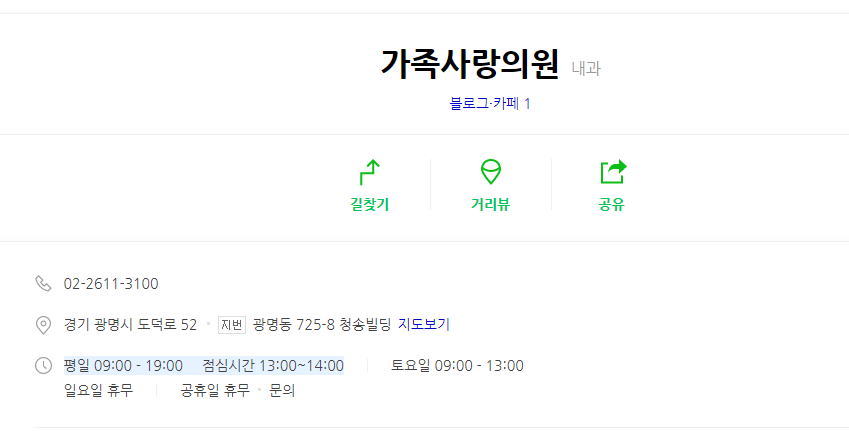 가족사랑의원 내과
블로그·카페 1
길찾기 거리뷰 공유
02-2611-3100
경기 광명시 도덕로 52 · 지번 광명동 725-8 청송빌딩 지도보기
평일 09:00 - 19:00 점심시간 13:00~14:00 | 토요일 09:00 - 13:00
일요일 휴무 | 공휴일 휴무 · 문의